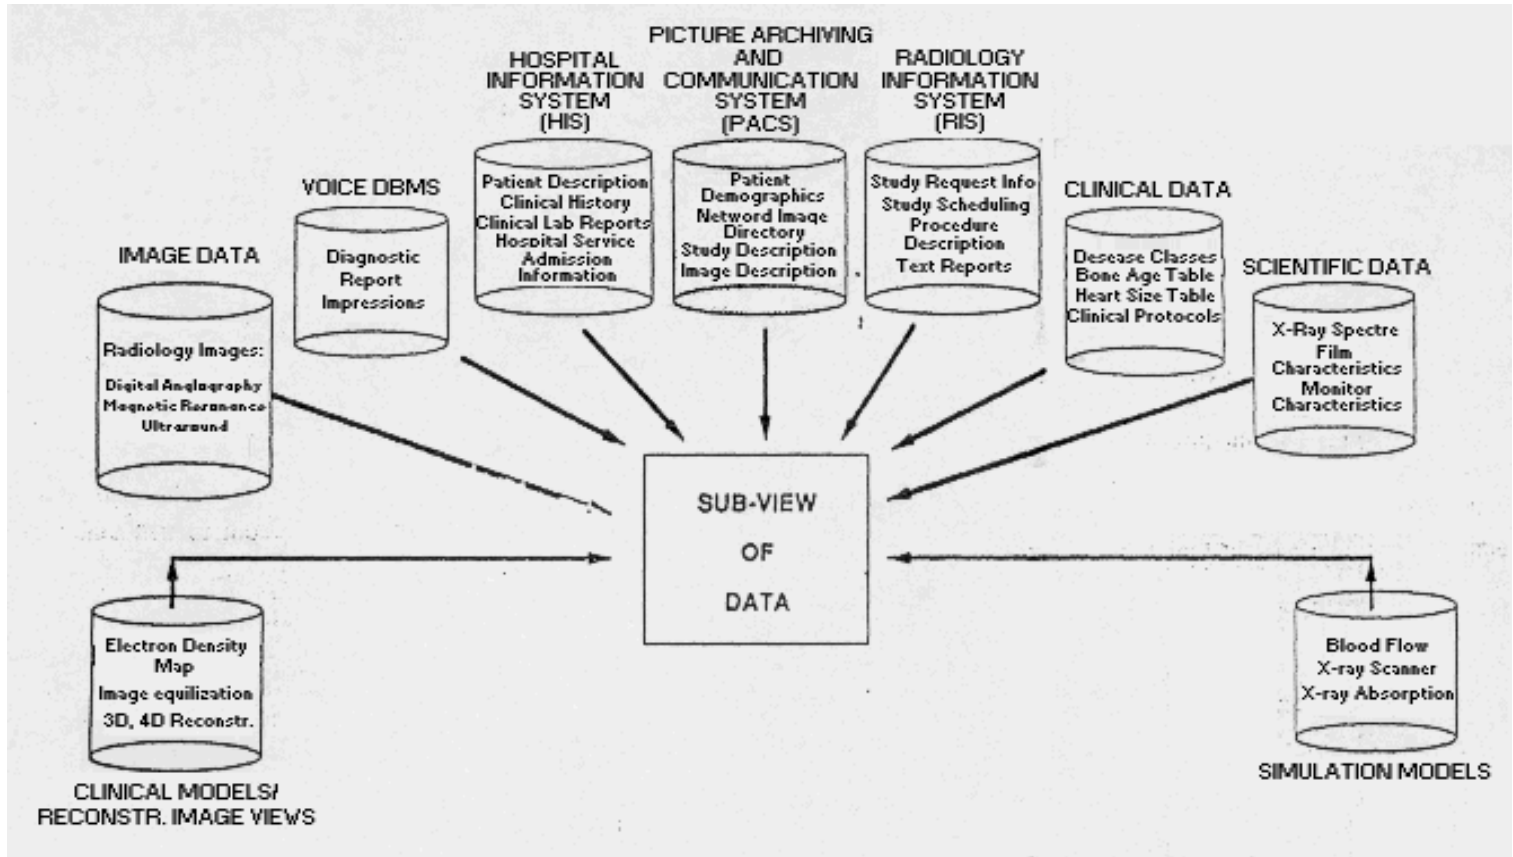 PICTURE ARCHIVING
AND
COMMUNICATION
SYSTEM
(PACS)
HOSPITAL
INFORMATION
SYSTEM
(HIS)
RADIOLOGY
INFORMATION
SYSTEM
(RIS)
VOICE DBMS
CLINICAL DATA
IMAGE DATA
SCIENTIFIC DATA
Radiology Images:
Digital Anglography
Magnetic Resonance
Ultrasound
Diagnostic
Report
Impressions
Patient Description
Clinical History
Clinical Lab Reports
Hospital Service
Admission
Information
Patient
Demographics
Netword Image
Directory
Study Description
Image Description
Study Request Info
Study Scheduling
Procedure
Description
Text Reports
Desease Classes
Bone Age Table
Heart Size Table
Clinical Protocols
X-Ray Spectre
Film
Characteristics
Monitor
Characteristics
SUB-VIEW
OF
DATA
Electron Density
Map
Image equilization
3D, 4D Reconstr.
CLINICAL MODELS/
RECONSTR. IMAGE VIEWS
Blood Flow
X-ray Scanner
X-ray Absorption
SIMULATION MODELS